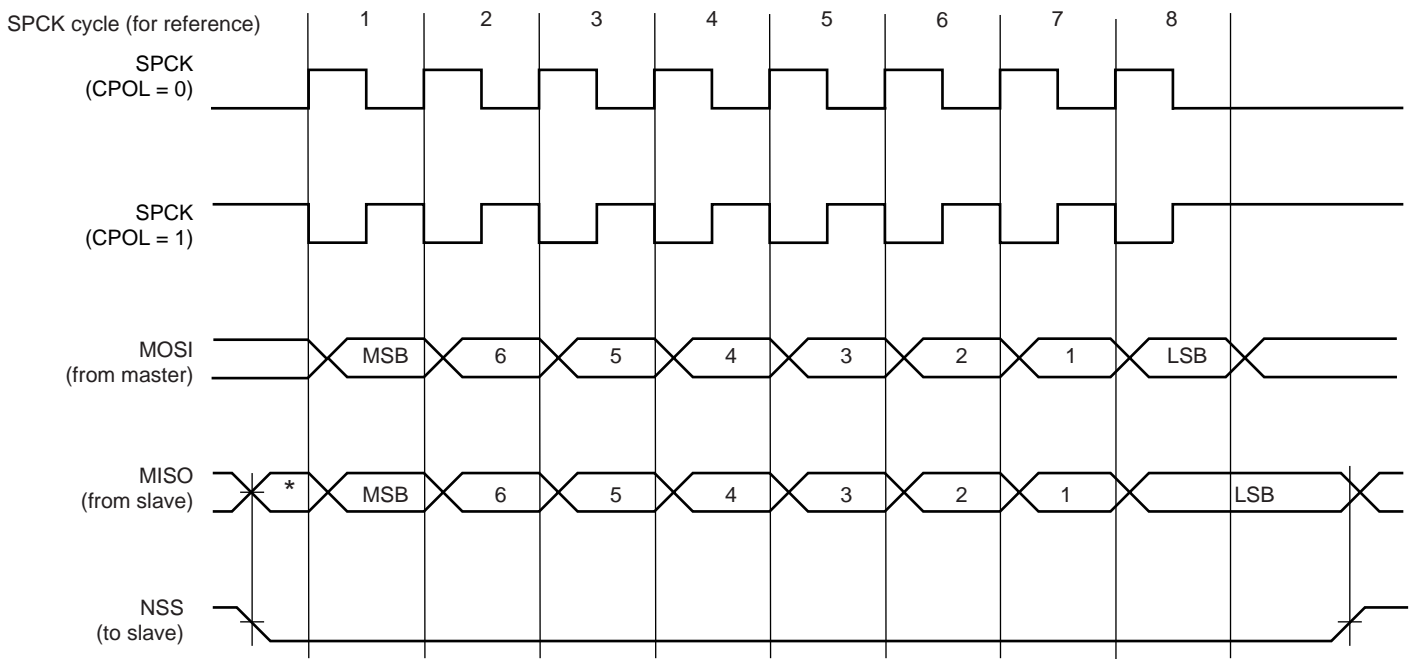 SPCK cycle (for reference)
1 2 3 4 5 6 7 8
SPCK
(CPOL = 0)
SPCK
(CPOL = 1)
MOSI
(from master)
MSB 6 5 4 3 2 1 LSB
MISO
(from slave)
* MSB 6 5 4 3 2 1 LSB
NSS
(to slave)